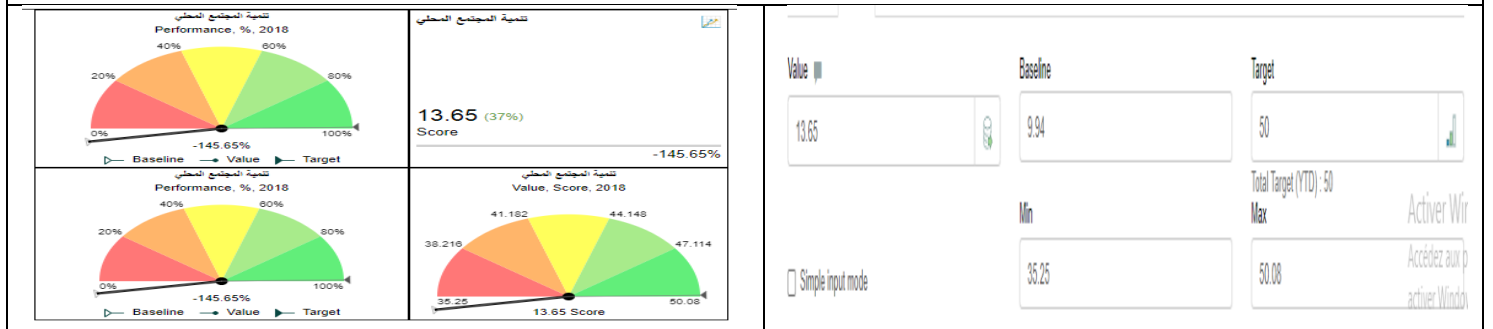 تنمية المجتمع المحلي
Performance, %, 2018
40% 60%
20% 80%
0% 100%
-145.65%
Baseline Value Target
تنمية المجتمع المحلي
13.65 (37%)
Score
-145.65%
تنمية المجتمع المحلي
Performance, %, 2018
40% 60%
20% 80%
0% 100%
-145.65%
Baseline Value Target
تنمية المجتمع المحلي
Value, Score, 2018
41.182 44.148
38.216 47.114
35.25 50.08
13.65 Score
Value Baseline Target
13.65 9.94 50
Total Target (YTD) : 50
Min Max
Simple input mode 35.25 50.08
Activer Wir
Accédez aux p
activer Windo